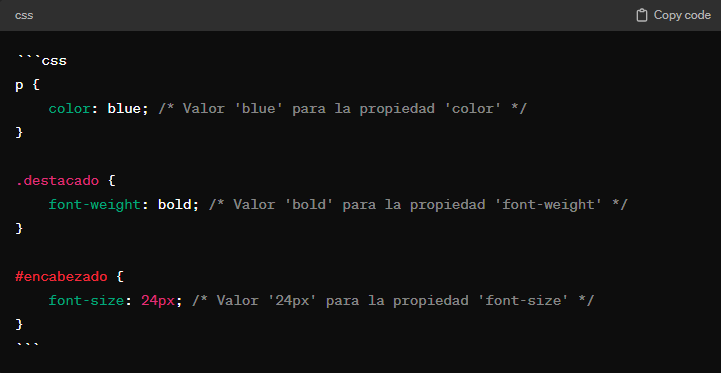 css
Copy code
```css
p {
    color: blue; /* Valor 'blue' para la propiedad 'color' */
}

.destacado {
    font-weight: bold; /* Valor 'bold' para la propiedad 'font-weight' */
}

#encabezado {
    font-size: 24px; /* Valor '24px' para la propiedad 'font-size' */
}
```